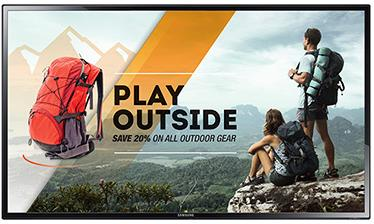 PLAY
OUTSIDE
SAVE 20% ON ALL OUTDOOR GEAR
SAMSUNG